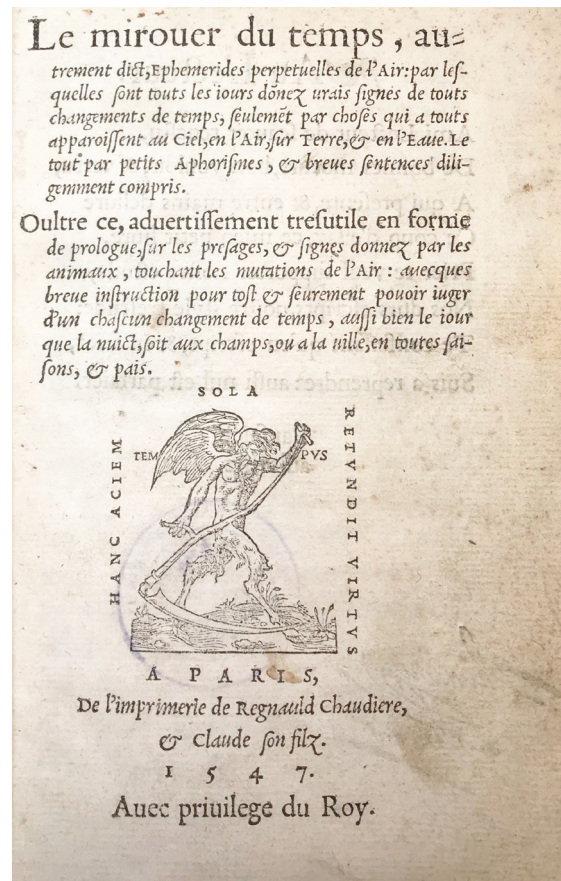 Le mirouer du temps, au=
trement dict, Ephemerides perpetuelles de l'Air: par les-
quelles sont touts les iours dõnez urais signes de touts
changements de temps, seulemẽt par choses qui a touts
apparoissent au Ciel, en l'Air, sur Terre, & en l'Eaue. Le
tout par petits Aphorismes, & breues sentences dili-
gemment compris.
Oultre ce, aduertissement tresutile en forme
de prologue, sur les presages, & signes donnez par les
animaux, touchant les mutations de l'Air: auecques
breue instruction pour tost & seurement pouoir iuger
d'un chascun changement de temps, aussi bien le iour
que la nuict, soit aux champs, ou a la uille, en toutes sai-
sons, & pais.
SOLA
HANC ACIEM
TEM PVS
RETVNDIT VIRTVS
A PARIS,
De l'imprimerie de Regnauld Chaudiere,
& Claude son filz.
1547.
Auec priuilege du Roy.